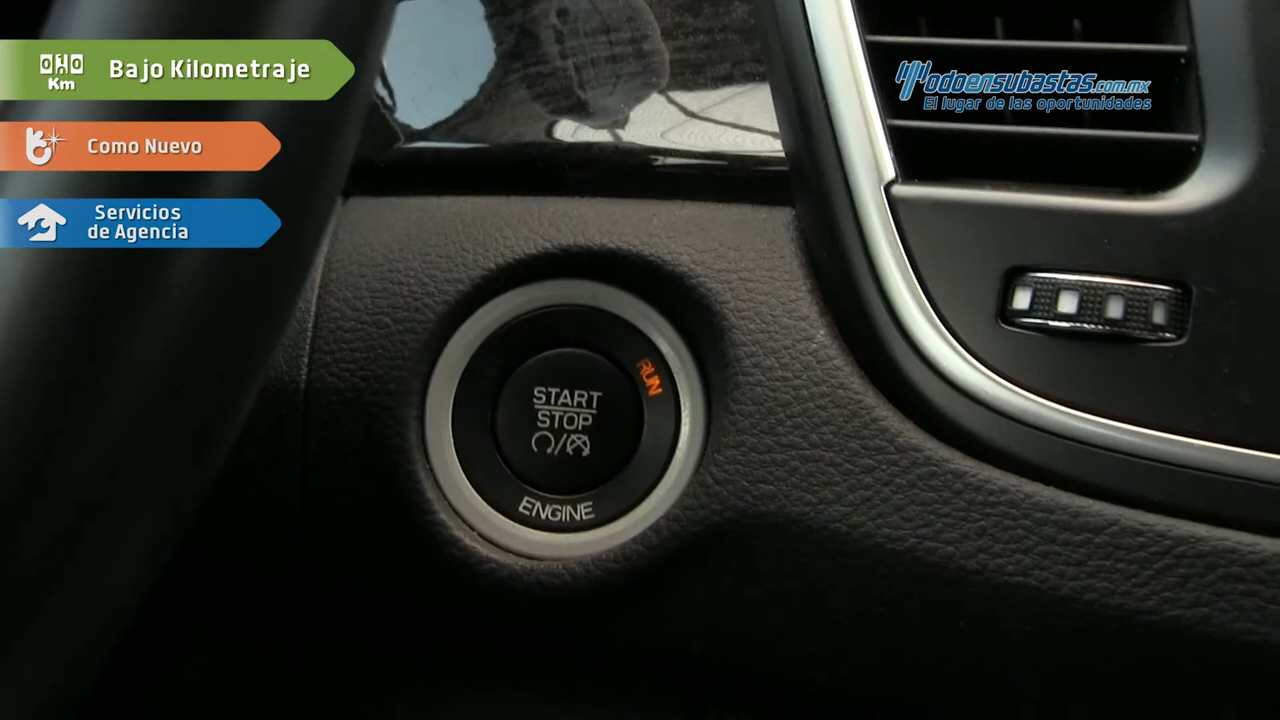 Bajo Kilometraje
Km
Como Nuevo
Servicios
de Agencia
Todoensubastas.com.mx
El lugar de las oportunidades
RUN
START
STOP
ENGINE